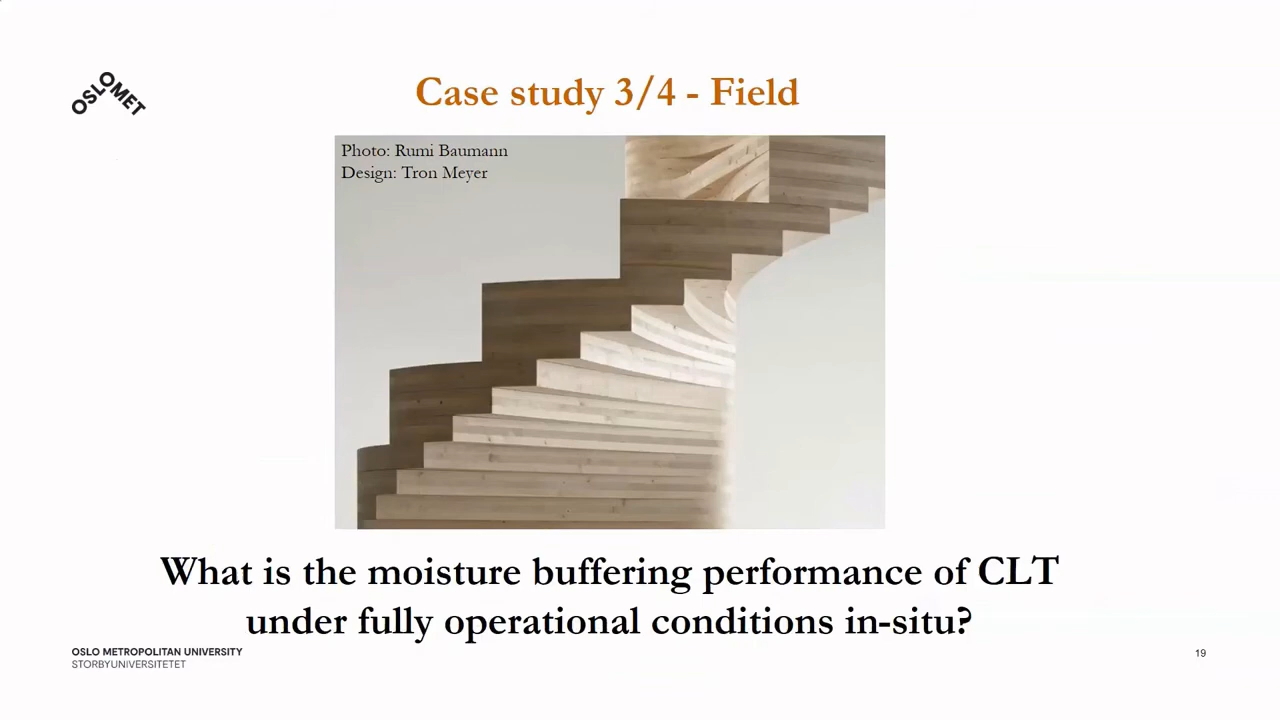 OSLOMET
Case study 3/4 - Field
Photo: Rumi Baumann
Design: Tron Meyer
What is the moisture buffering performance of CLT
under fully operational conditions in-situ?
OSLO METROPOLITAN UNIVERSITY
STORBYUNIVERSITETET
19